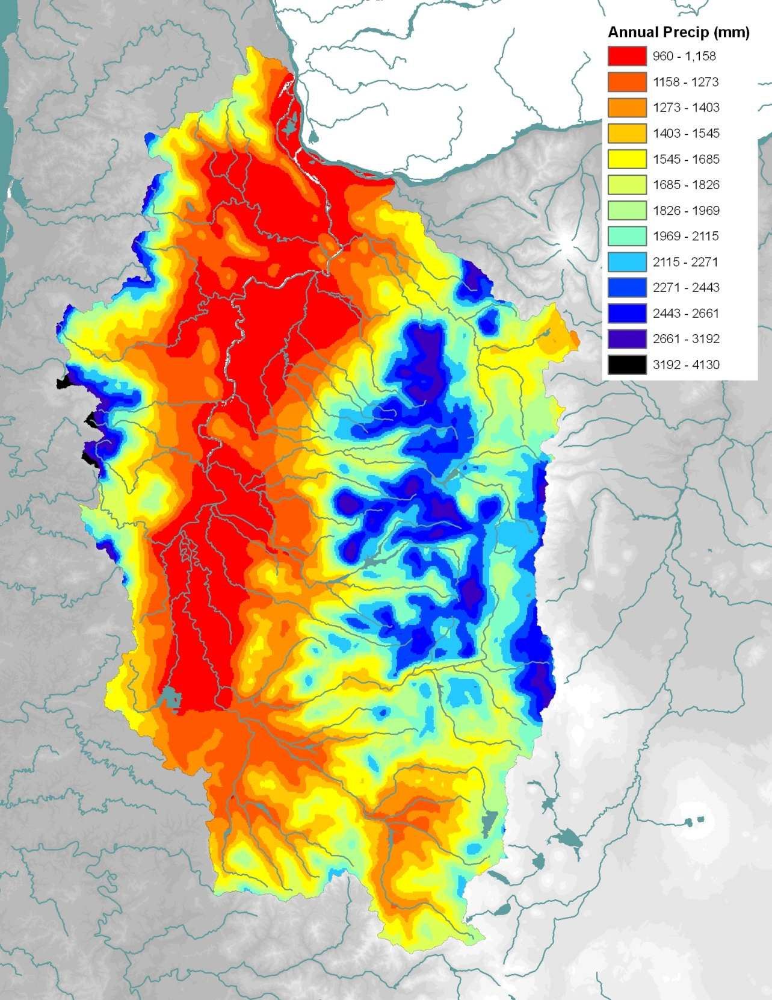 Annual Precip (mm)
960 - 1,158
1158 - 1273
1273 - 1403
1403 - 1545
1545 - 1685
1685 - 1826
1826 - 1969
1969 - 2115
2115 - 2271
2271 - 2443
2443 - 2661
2661 - 3192
3192 - 4130